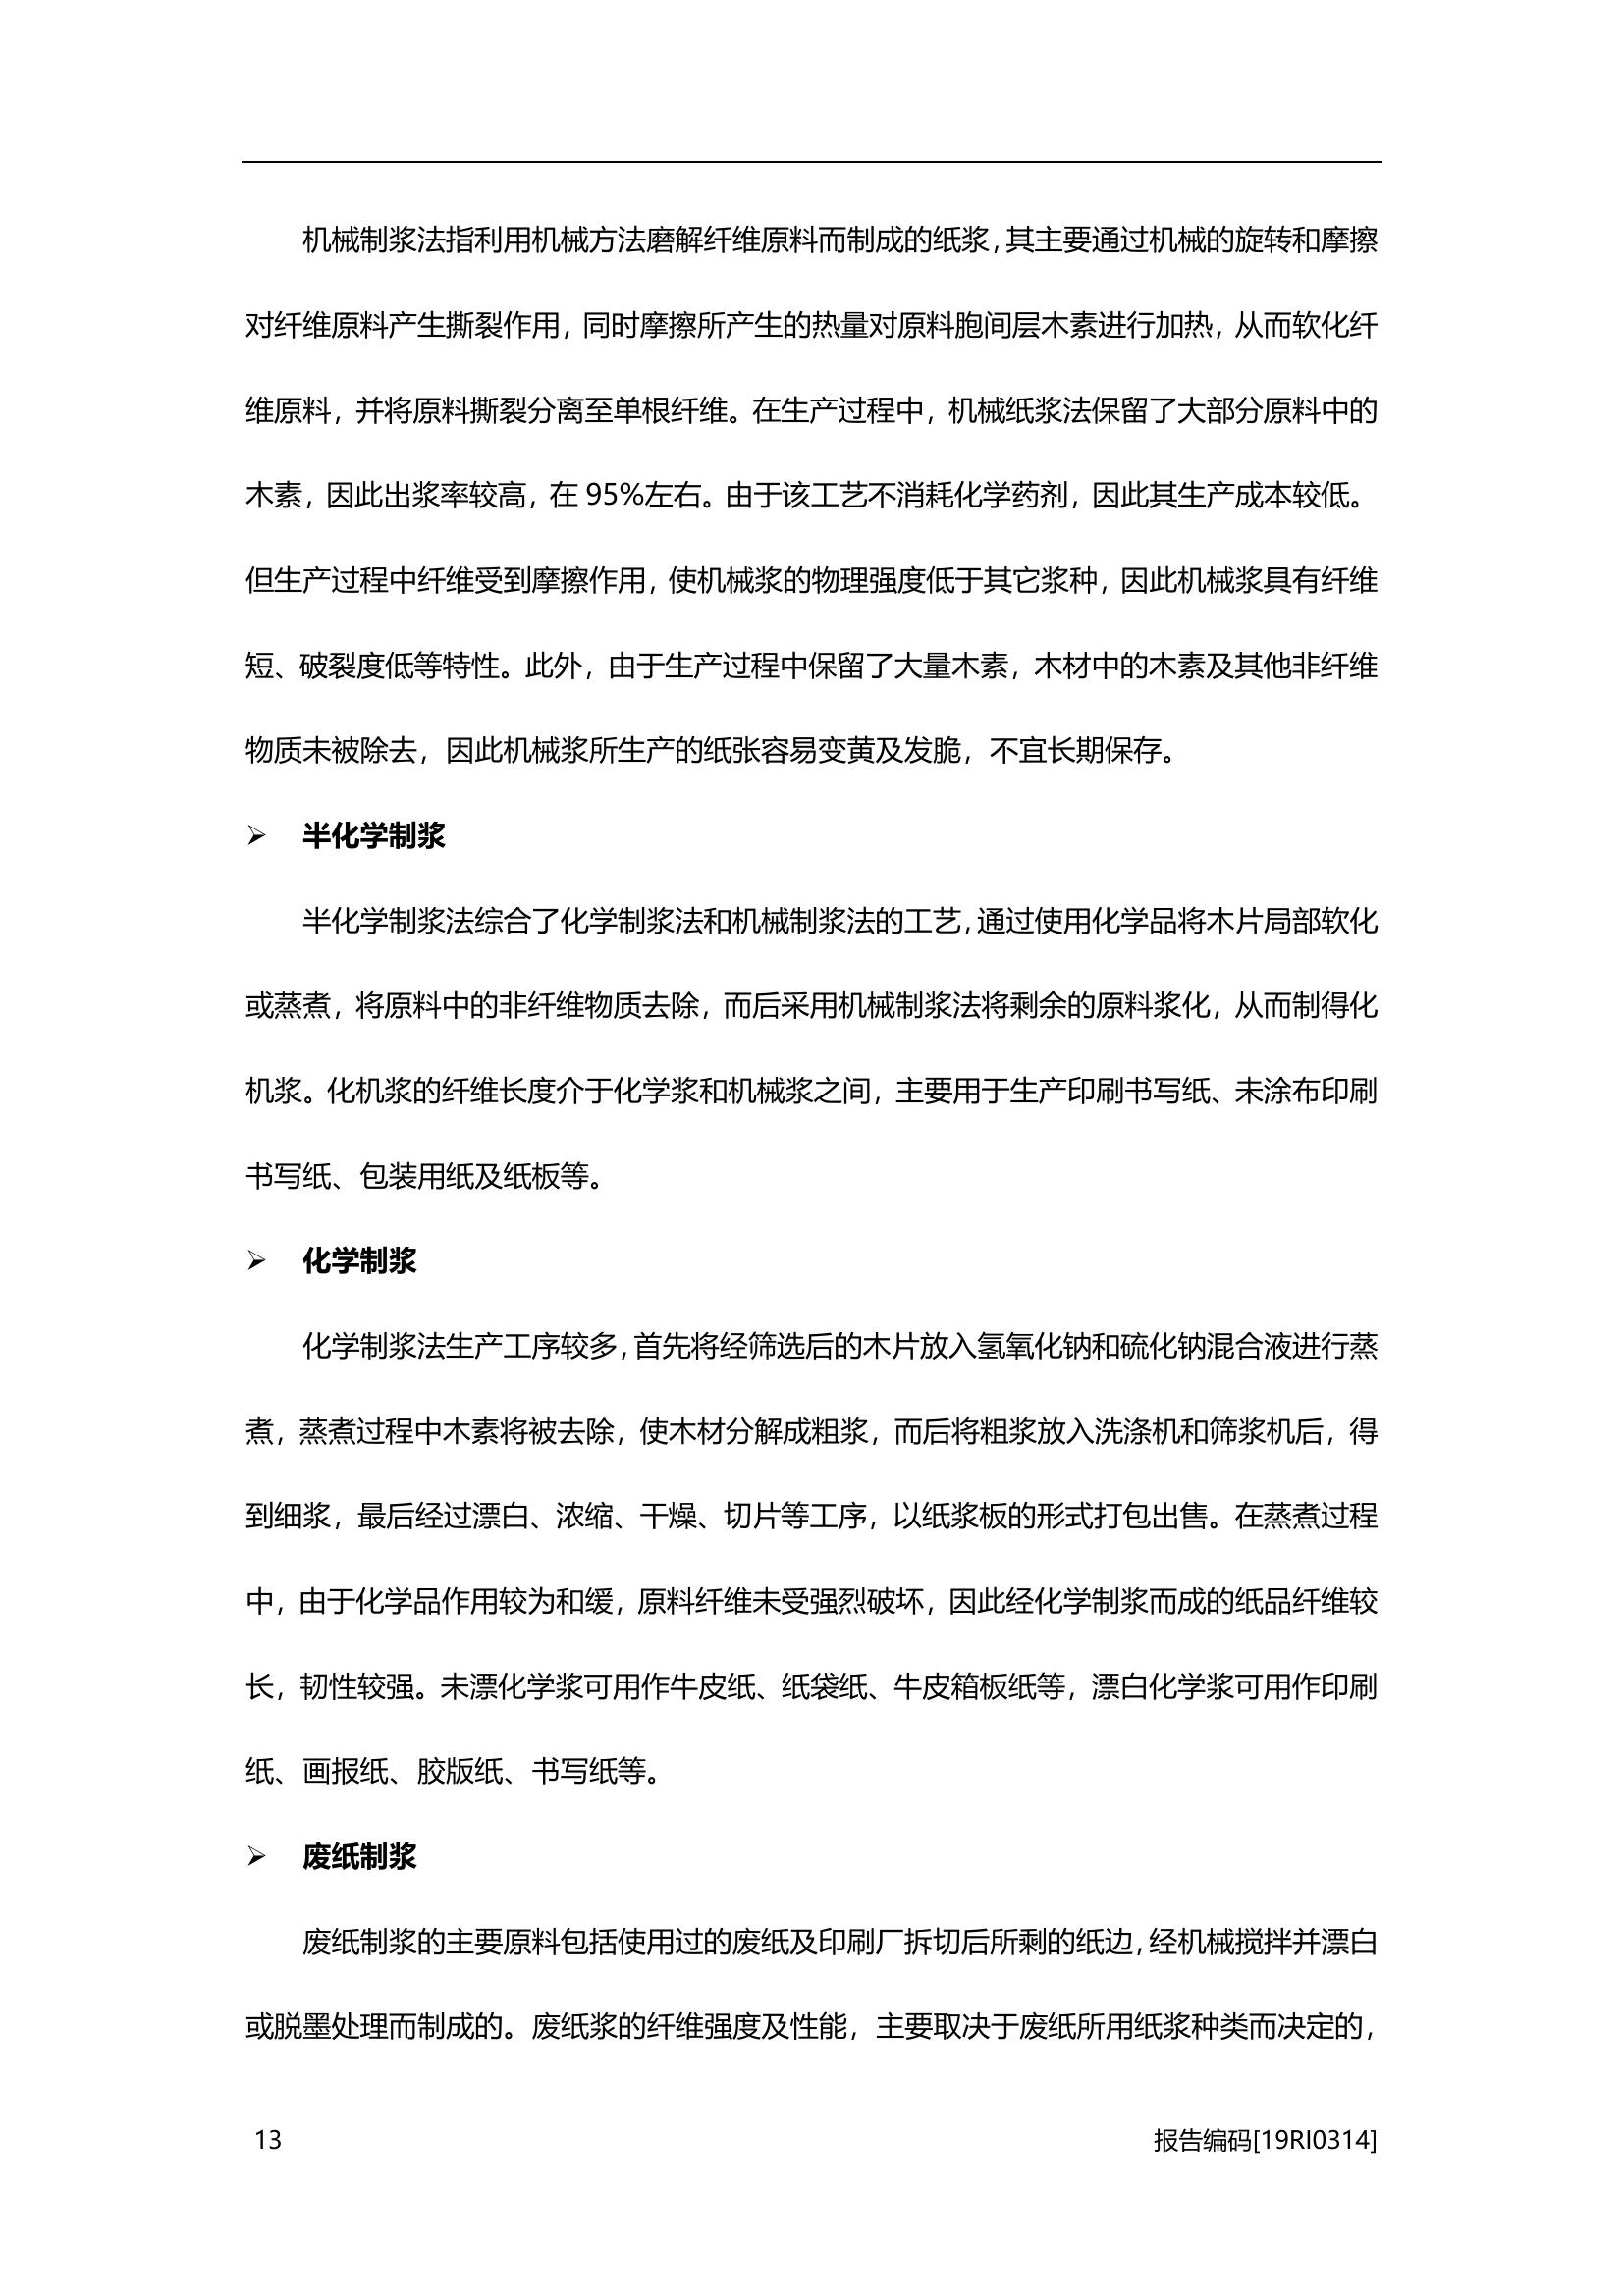 机械制浆法指利用机械方法磨解纤维原料而制成的纸浆，其主要通过机械的旋转和摩擦
对纤维原料产生撕裂作用，同时摩擦所产生的热量对原料胞间层木素进行加热，从而软化纤
维原料，并将原料撕裂分离至单根纤维。在生产过程中，机械纸浆法保留了大部分原料中的
木素，因此出浆率较高，在 95%左右。由于该工艺不消耗化学药剂，因此其生产成本较低。
但生产过程中纤维受到摩擦作用，使机械浆的物理强度低于其它浆种，因此机械浆具有纤维
短、破裂度低等特性。此外，由于生产过程中保留了大量木素，木材中的木素及其他非纤维
物质未被除去，因此机械浆所生产的纸张容易变黄及发脆，不宜长期保存。
➢ 半化学制浆
半化学制浆法综合了化学制浆法和机械制浆法的工艺，通过使用化学品将木片局部软化
或蒸煮，将原料中的非纤维物质去除，而后采用机械制浆法将剩余的原料浆化，从而制得化
机浆。化机浆的纤维长度介于化学浆和机械浆之间，主要用于生产印刷书写纸、未涂布印刷
书写纸、包装用纸及纸板等。
➢ 化学制浆
化学制浆法生产工序较多，首先将经筛选后的木片放入氢氧化钠和硫化钠混合液进行蒸
煮，蒸煮过程中木素将被去除，使木材分解成粗浆，而后将粗浆放入洗涤机和筛浆机后，得
到细浆，最后经过漂白、浓缩、干燥、切片等工序，以纸浆板的形式打包出售。在蒸煮过程
中，由于化学品作用较为和缓，原料纤维未受强烈破坏，因此经化学制浆而成的纸品纤维较
长，韧性较强。未漂化学浆可用作牛皮纸、纸袋纸、牛皮箱板纸等，漂白化学浆可用作印刷
纸、画报纸、胶版纸、书写纸等。
➢ 废纸制浆
废纸制浆的主要原料包括使用过的废纸及印刷厂拆切后所剩的纸边，经机械搅拌并漂白
或脱墨处理而制成的。废纸浆的纤维强度及性能，主要取决于废纸所用纸浆种类而决定的，
13 报告编码[19RI0314]